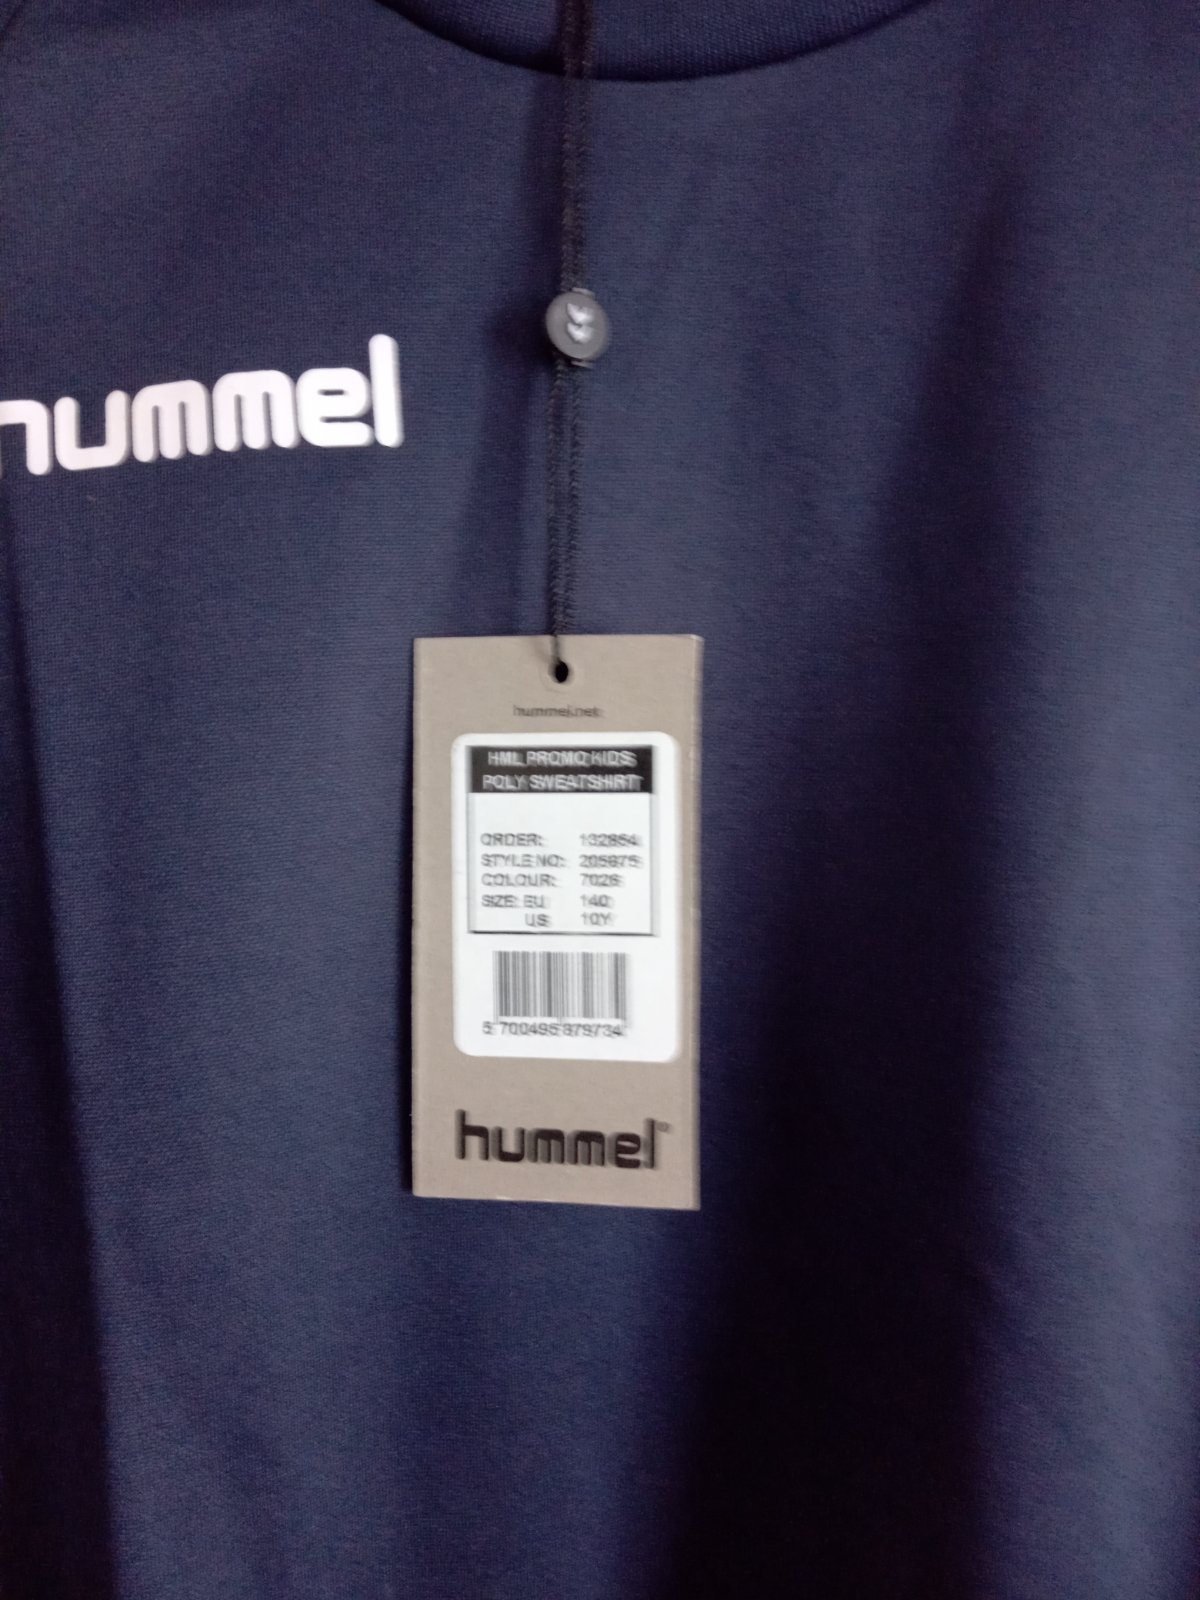 hummel
hummel.net
HML PROMO KIDS
POLY SWEATSHIRT
ORDER: 132854
STYLE NO: 205875
COLOUR: 7026
SIZE: EU 140
US 10Y
5 700495 879734
hummel®